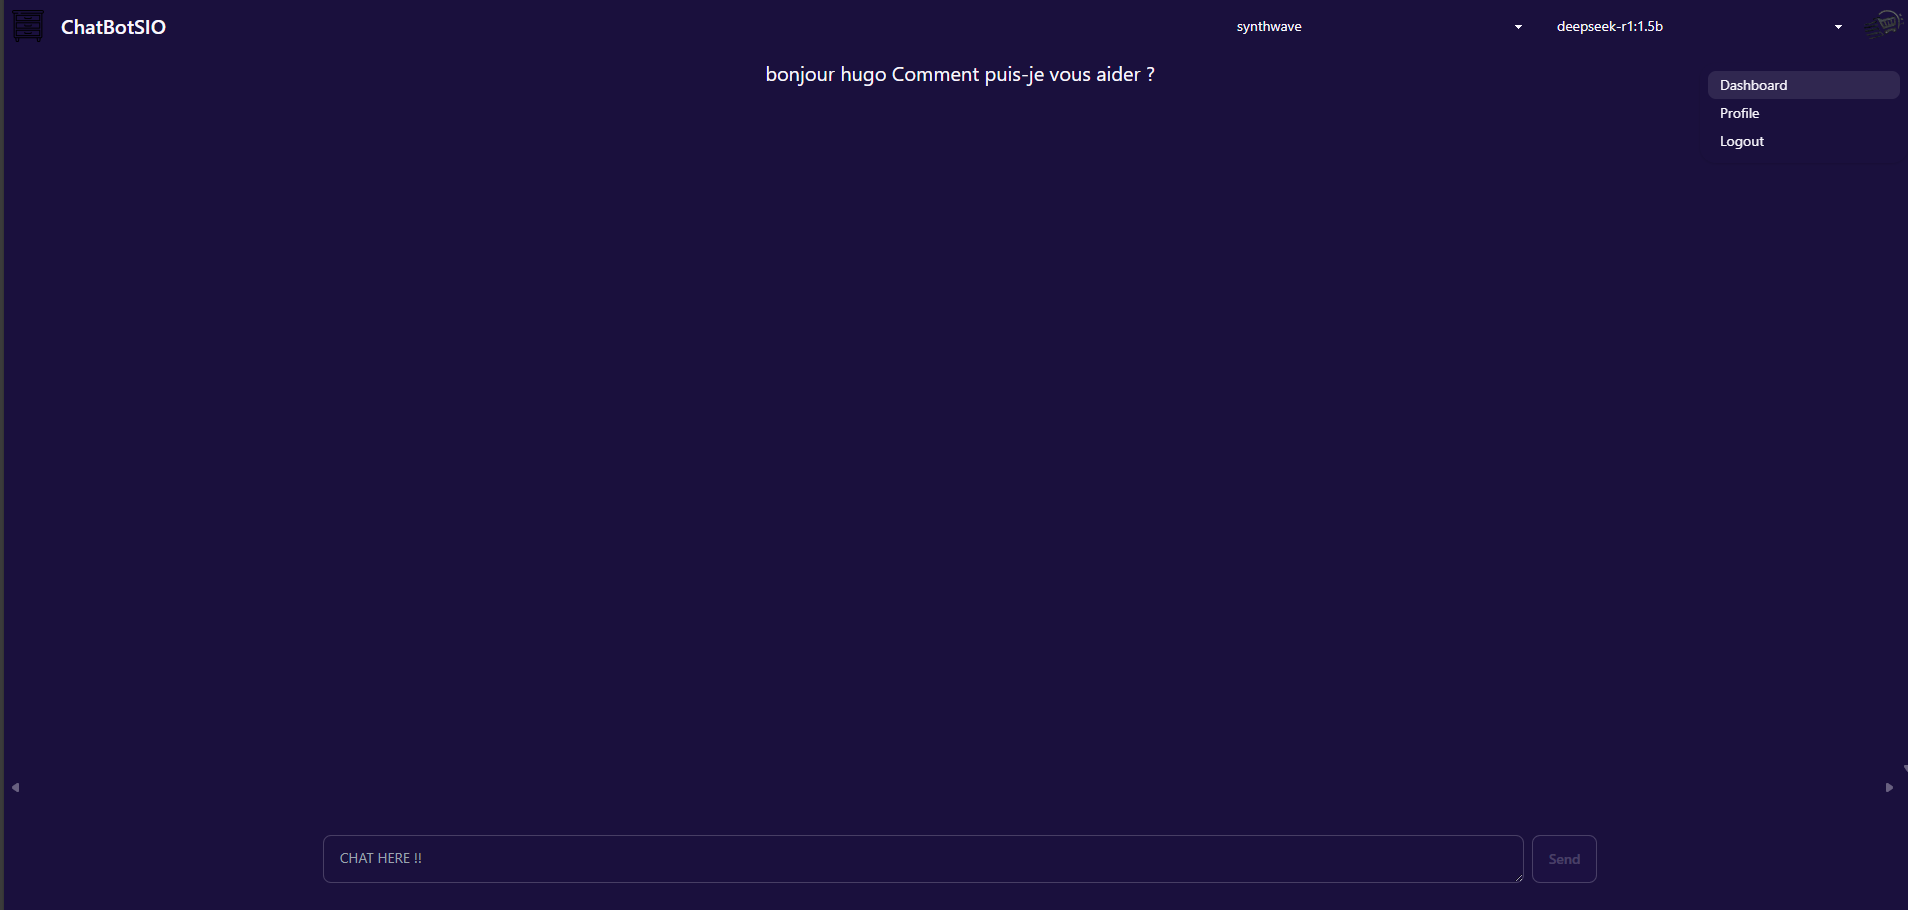 ChatBotSIO
synthwave
deepseek-r1:1.5b
bonjour hugo Comment puis-je vous aider ?
Dashboard
Profile
Logout
CHAT HERE !!
Send